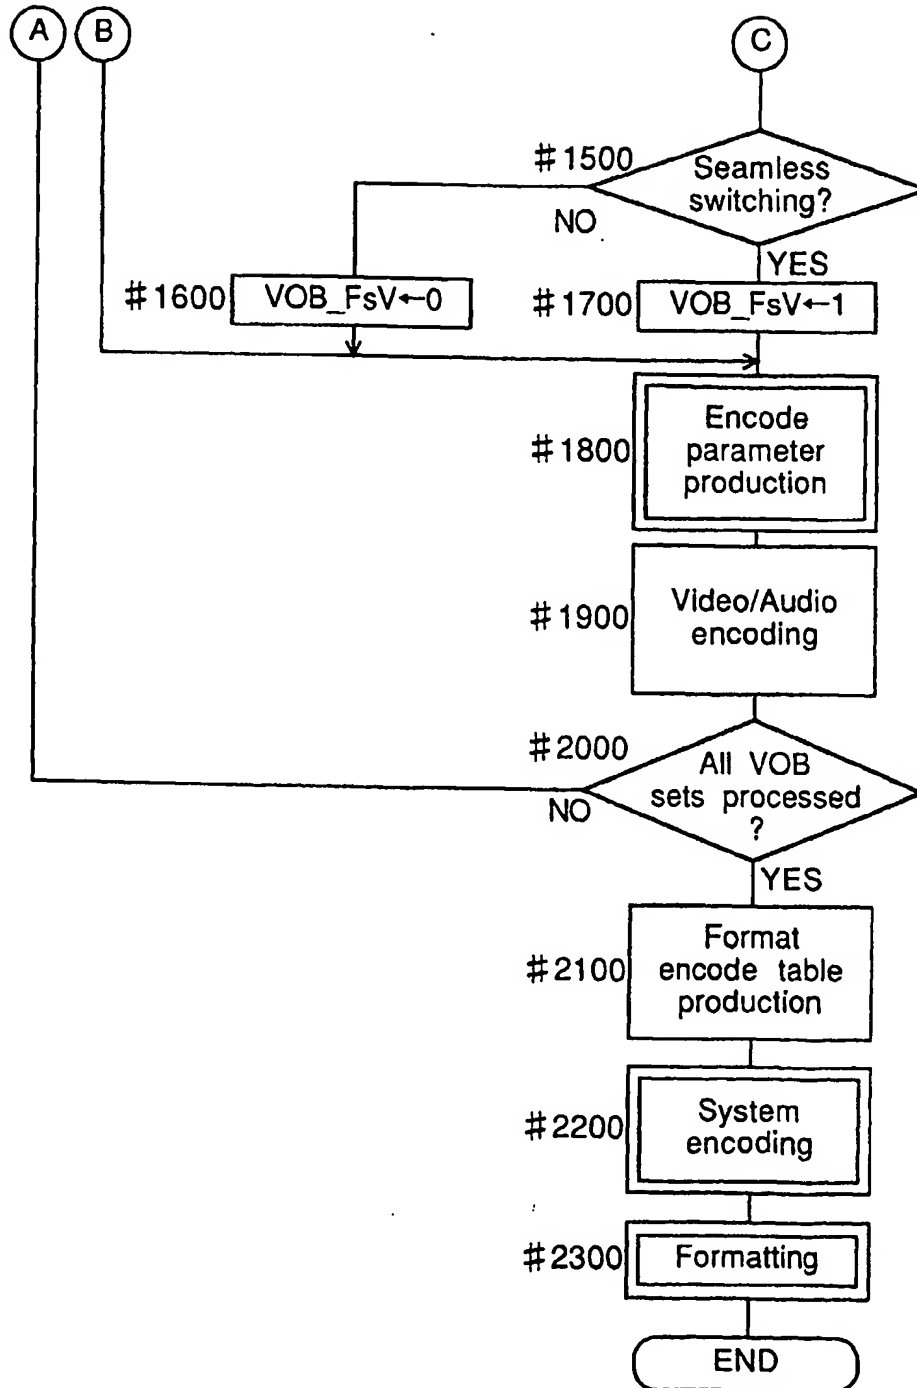 A
B
C
#1500
Seamless
switching?
NO
YES
#1600
VOB_FsV←0
#1700
VOB_FsV←1
#1800
Encode
parameter
production
#1900
Video/Audio
encoding
#2000
All VOB
sets processed
?
NO
YES
#2100
Format
encode table
production
#2200
System
encoding
#2300
Formatting
END